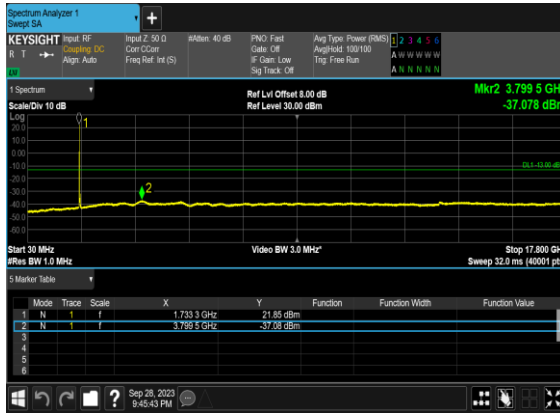 Spectrum Analyzer 1
Swept SA
+
KEYSIGHT Input: RF Input Z: 50 Ω #Atten: 40 dB PNO: Fast Avg Type: Power (RMS) 1 2 3 4 5 6
R T Coupling: DC Corr CCorr Gate: Off Avg|Hold: 100/100 A W W W W W
Align: Auto Freq Ref: Int (S) IF Gain: Low Trig: Free Run
LXI Sig Track: Off A N N N N N
1 Spectrum Ref Lvl Offset 8.00 dB Mkr2 3.799 5 GH
Scale/Div 10 dB Ref Level 30.00 dBm -37.078 dB
Log
20.0 1
10.0
0.00
-10.0 DL1 -13.00 dB
-20.0
-30.0 2
-40.0
-50.0
-60.0
Start 30 MHz Video BW 3.0 MHz* Stop 17.800 GH
#Res BW 1.0 MHz Sweep 32.0 ms (40001 pt
5 Marker Table
Mode Trace Scale X Y Function Function Width Function Value
1 N 1 f 1.733 3 GHz 21.85 dBm
2 N 1 f 3.799 5 GHz -37.08 dBm
3
4
5
6
? Sep 28, 2023
9:45:43 PM